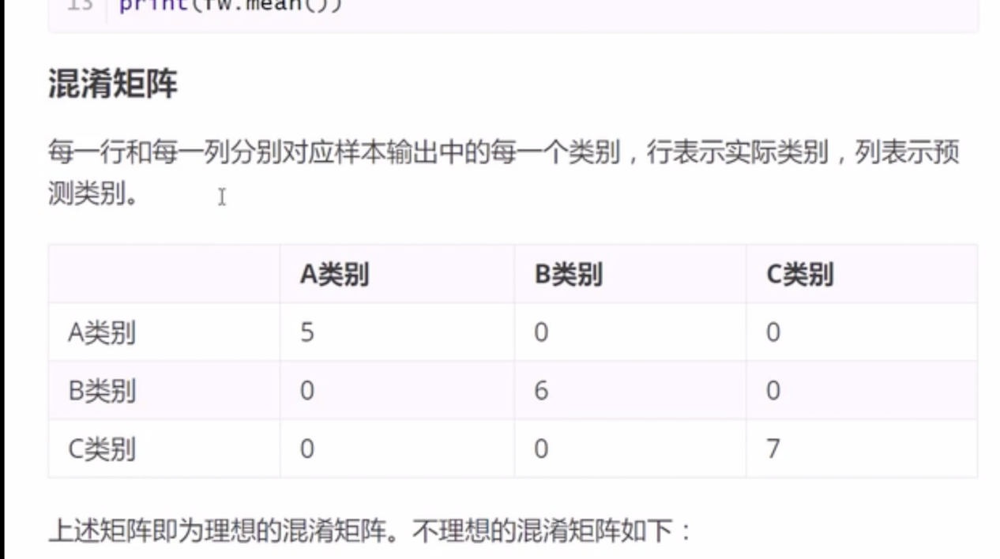 13 print(fw.mean())
混淆矩阵
每一行和每一列分别对应样本输出中的每一个类别，行表示实际类别，列表示预
测类别。
A类别 B类别 C类别
A类别 5 0 0
B类别 0 6 0
C类别 0 0 7
上述矩阵即为理想的混淆矩阵。不理想的混淆矩阵如下：